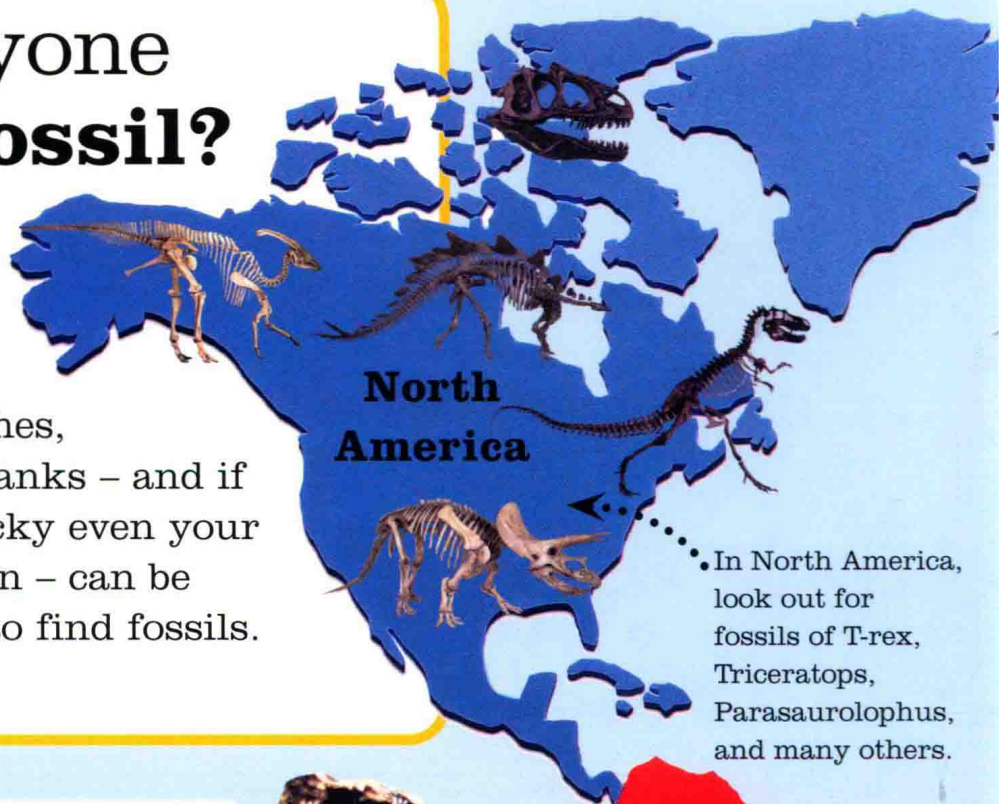 yone
ossil?
hes,
anks – and if
cky even your
n – can be
o find fossils.
North
America
In North America,
look out for
fossils of T-rex,
Triceratops,
Parasaurolophus,
and many others.